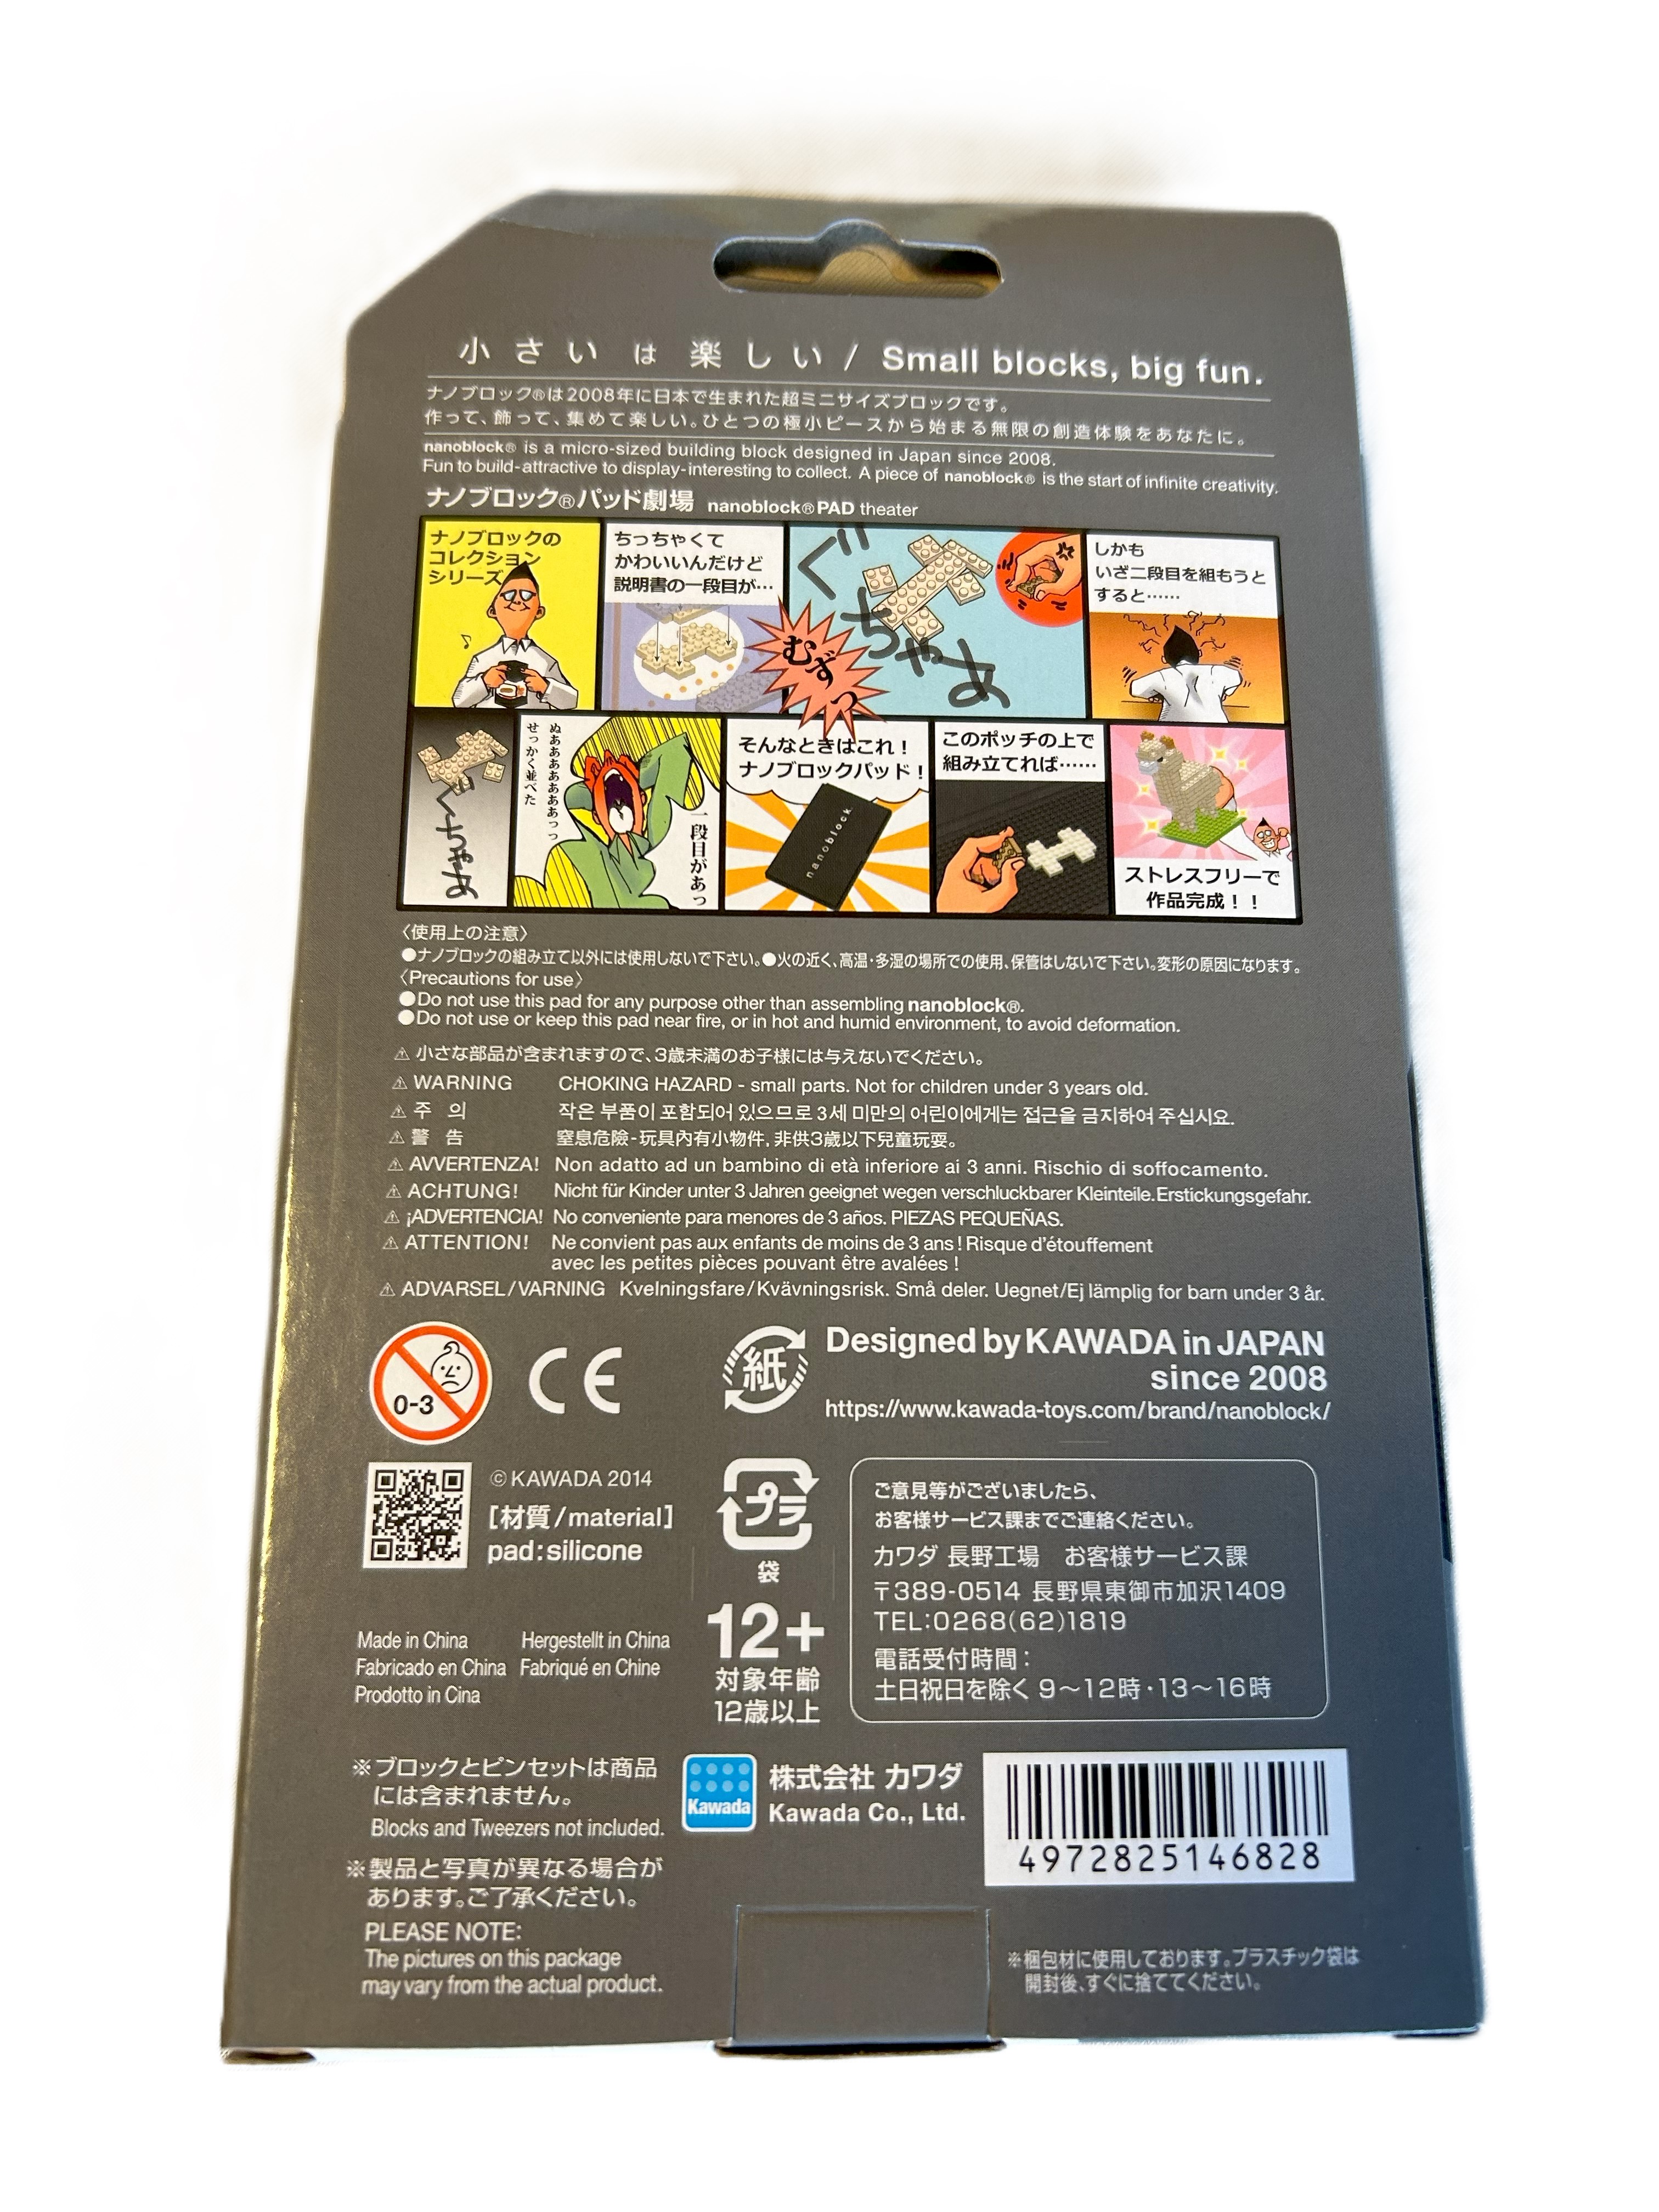 小さいは楽しい / Small blocks, big fun.
ナノブロック®は2008年に日本で生まれた超ミニサイズブロックです。
作って、飾って、集めて楽しい。ひとつの極小ピースから始まる無限の創造体験をあなたに。
nanoblock® is a micro-sized building block designed in Japan since 2008.
Fun to build-attractive to display-interesting to collect. A piece of nanoblock® is the start of infinite creativity.
ナノブロック®パッド劇場 nanoblock®PAD theater
ナノブロックの
コレクション
シリーズ
ちっちゃくて
かわいいんだけど
説明書の一段目が…
むずっ
ぐちゃあ
しかも
いざ二段目を組もうと
すると……
ぐちゃあ
ぬああああああっっ
せっかく並べた
一段目があっ
そんなときはこれ！
ナノブロックパッド！
nanoblock
このポッチの上で
組み立てれば……
ストレスフリーで
作品完成！！
〈使用上の注意〉
●ナノブロックの組み立て以外には使用しないで下さい。●火の近く、高温・多湿の場所での使用、保管はしないで下さい。変形の原因になります。
〈Precautions for use〉
●Do not use this pad for any purpose other than assembling nanoblock®.
●Do not use or keep this pad near fire, or in hot and humid environment, to avoid deformation.
⚠ 小さな部品が含まれますので、3歳未満のお子様には与えないでください。
⚠ WARNING CHOKING HAZARD - small parts. Not for children under 3 years old.
⚠ 주 의 작은 부품이 포함되어 있으므로 3세 미만의 어린이에게는 접근을 금지하여 주십시요.
⚠ 警 告 窒息危險-玩具內有小物件, 非供3歲以下兒童玩耍。
⚠ AVVERTENZA! Non adatto ad un bambino di età inferiore ai 3 anni. Rischio di soffocamento.
⚠ ACHTUNG! Nicht für Kinder unter 3 Jahren geeignet wegen verschluckbarer Kleinteile.Erstickungsgefahr.
⚠ ¡ADVERTENCIA! No conveniente para menores de 3 años. PIEZAS PEQUEÑAS.
⚠ ATTENTION! Ne convient pas aux enfants de moins de 3 ans ! Risque d'étouffement
avec les petites pièces pouvant être avalées !
⚠ ADVARSEL/VARNING Kvelningsfare/Kvävningsrisk. Små deler. Uegnet/Ej lämplig for barn under 3 år.
0-3
CE
紙
Designed by KAWADA in JAPAN
since 2008
https://www.kawada-toys.com/brand/nanoblock/
© KAWADA 2014
[材質/material]
pad:silicone
プラ
袋
12+
対象年齢
12歳以上
ご意見等がございましたら、
お客様サービス課までご連絡ください。
カワダ 長野工場 お客様サービス課
〒389-0514 長野県東御市加沢1409
TEL:0268(62)1819
電話受付時間：
土日祝日を除く 9～12時・13～16時
Made in China Hergestellt in China
Fabricado en China Fabriqué en Chine
Prodotto in Cina
※ブロックとピンセットは商品
には含まれません。
Blocks and Tweezers not included.
※製品と写真が異なる場合が
あります。ご了承ください。
PLEASE NOTE:
The pictures on this package
may vary from the actual product.
Kawada
株式会社 カワダ
Kawada Co., Ltd.
4972825146828
※梱包材に使用しております。プラスチック袋は
開封後、すぐに捨ててください。